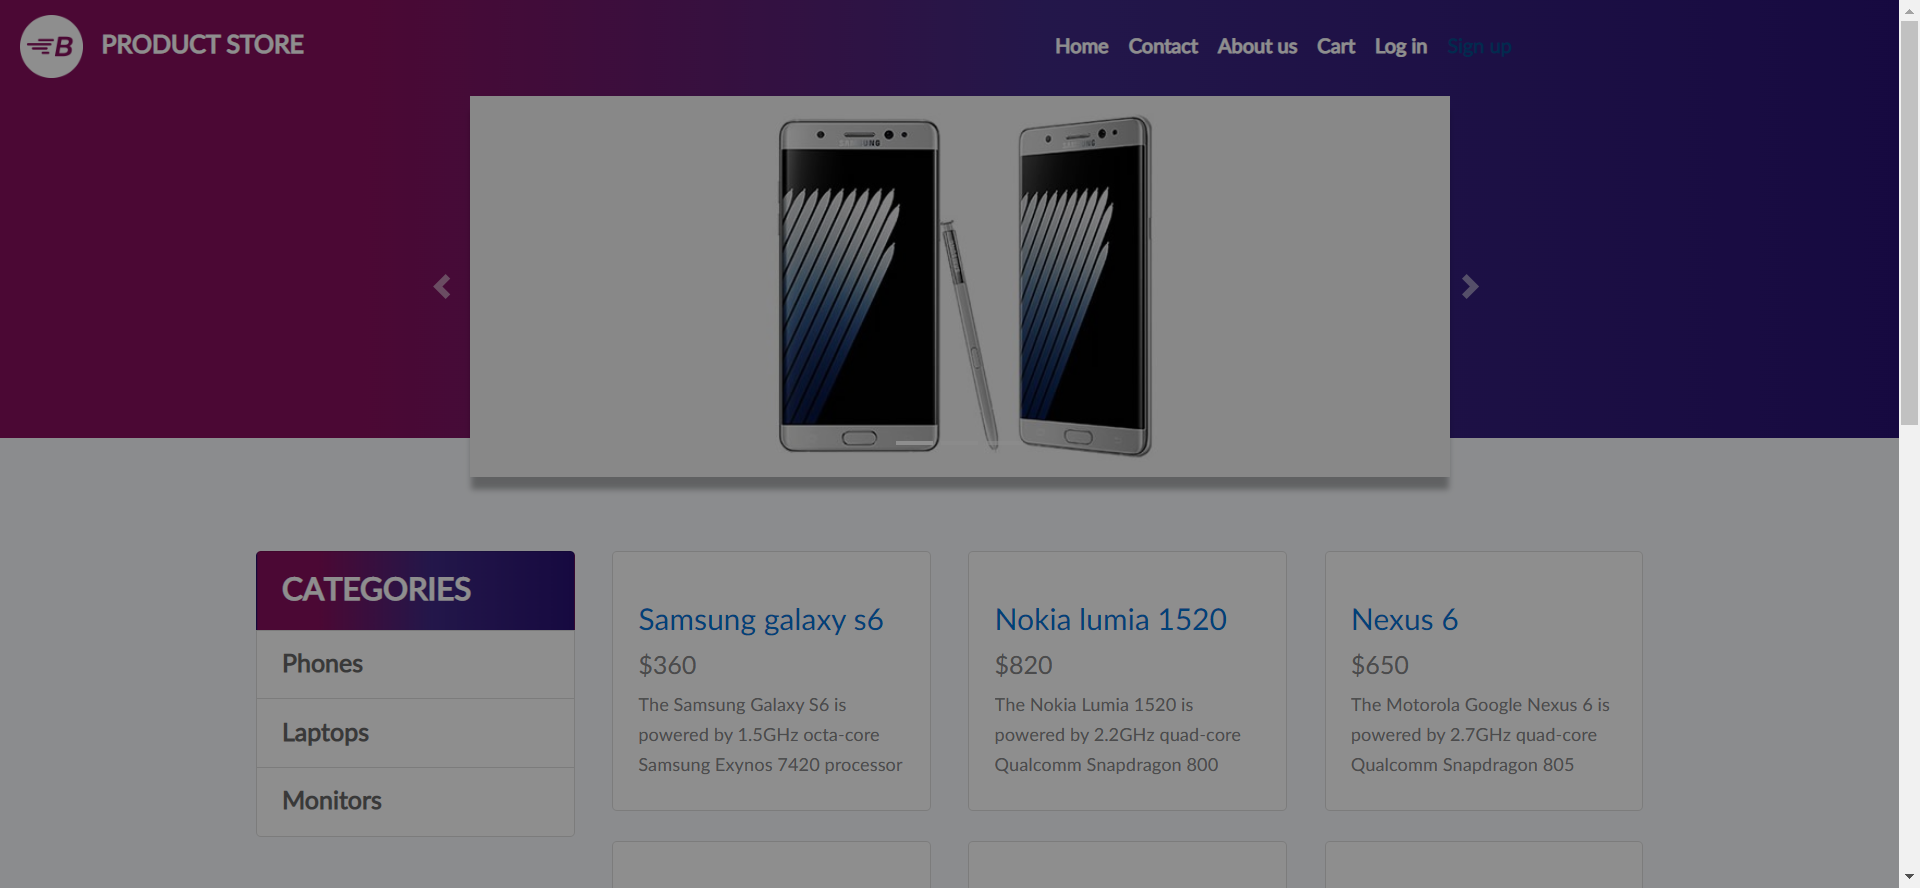 B PRODUCT STORE
Home Contact About us Cart Log in Sign up
SAMSUNG
CATEGORIES
Phones
Laptops
Monitors
Samsung galaxy s6
$360
The Samsung Galaxy S6 is
powered by 1.5GHz octa-core
Samsung Exynos 7420 processor
Nokia lumia 1520
$820
The Nokia Lumia 1520 is
powered by 2.2GHz quad-core
Qualcomm Snapdragon 800
Nexus 6
$650
The Motorola Google Nexus 6 is
powered by 2.7GHz quad-core
Qualcomm Snapdragon 805